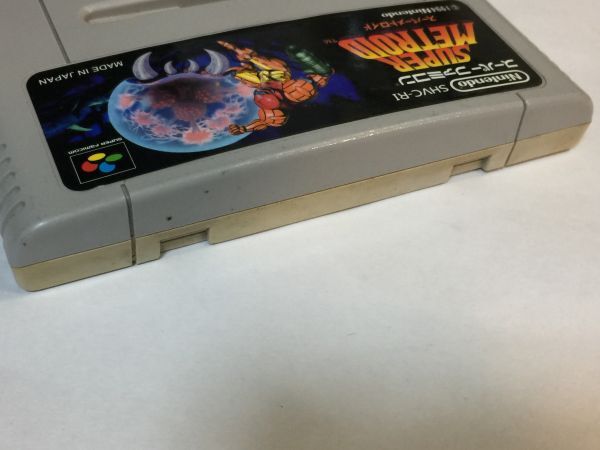 Nintendo
SHVC-RI
スーパーファミコン
SUPER
METROID
TM
スーパーメトロイド
© 1994 Nintendo
MADE IN JAPAN
SUPER FAMICOM